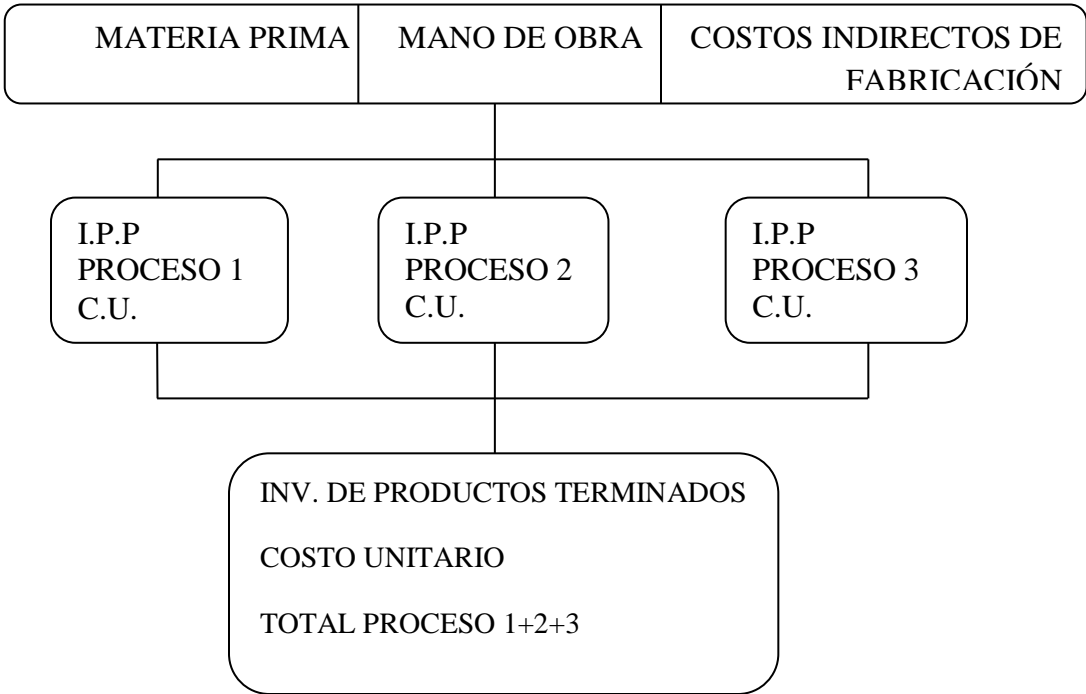 MATERIA PRIMA
MANO DE OBRA
COSTOS INDIRECTOS DE
FABRICACIÓN
I.P.P
PROCESO 1
C.U.
I.P.P
PROCESO 2
C.U.
I.P.P
PROCESO 3
C.U.
INV. DE PRODUCTOS TERMINADOS
COSTO UNITARIO
TOTAL PROCESO 1+2+3